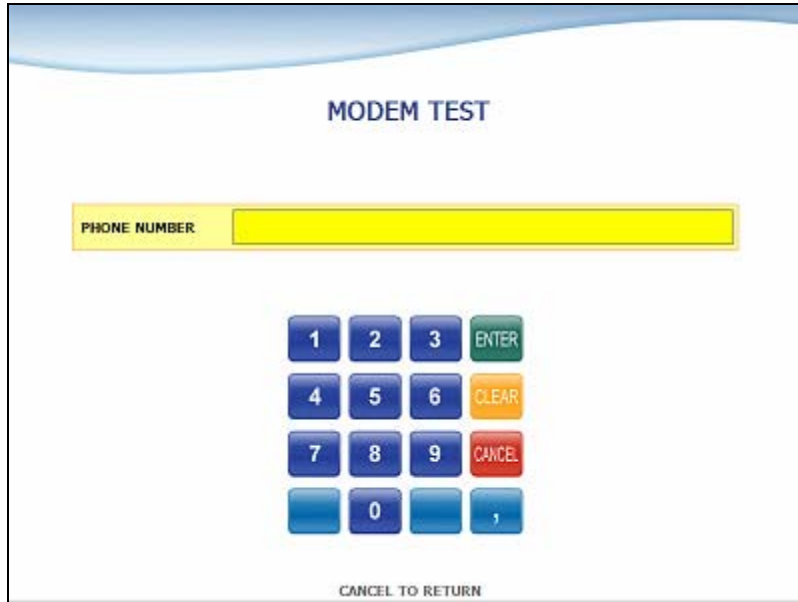 MODEM TEST
PHONE NUMBER
1 2 3 ENTER
4 5 6 CLEAR
7 8 9 CANCEL
0 ,
CANCEL TO RETURN